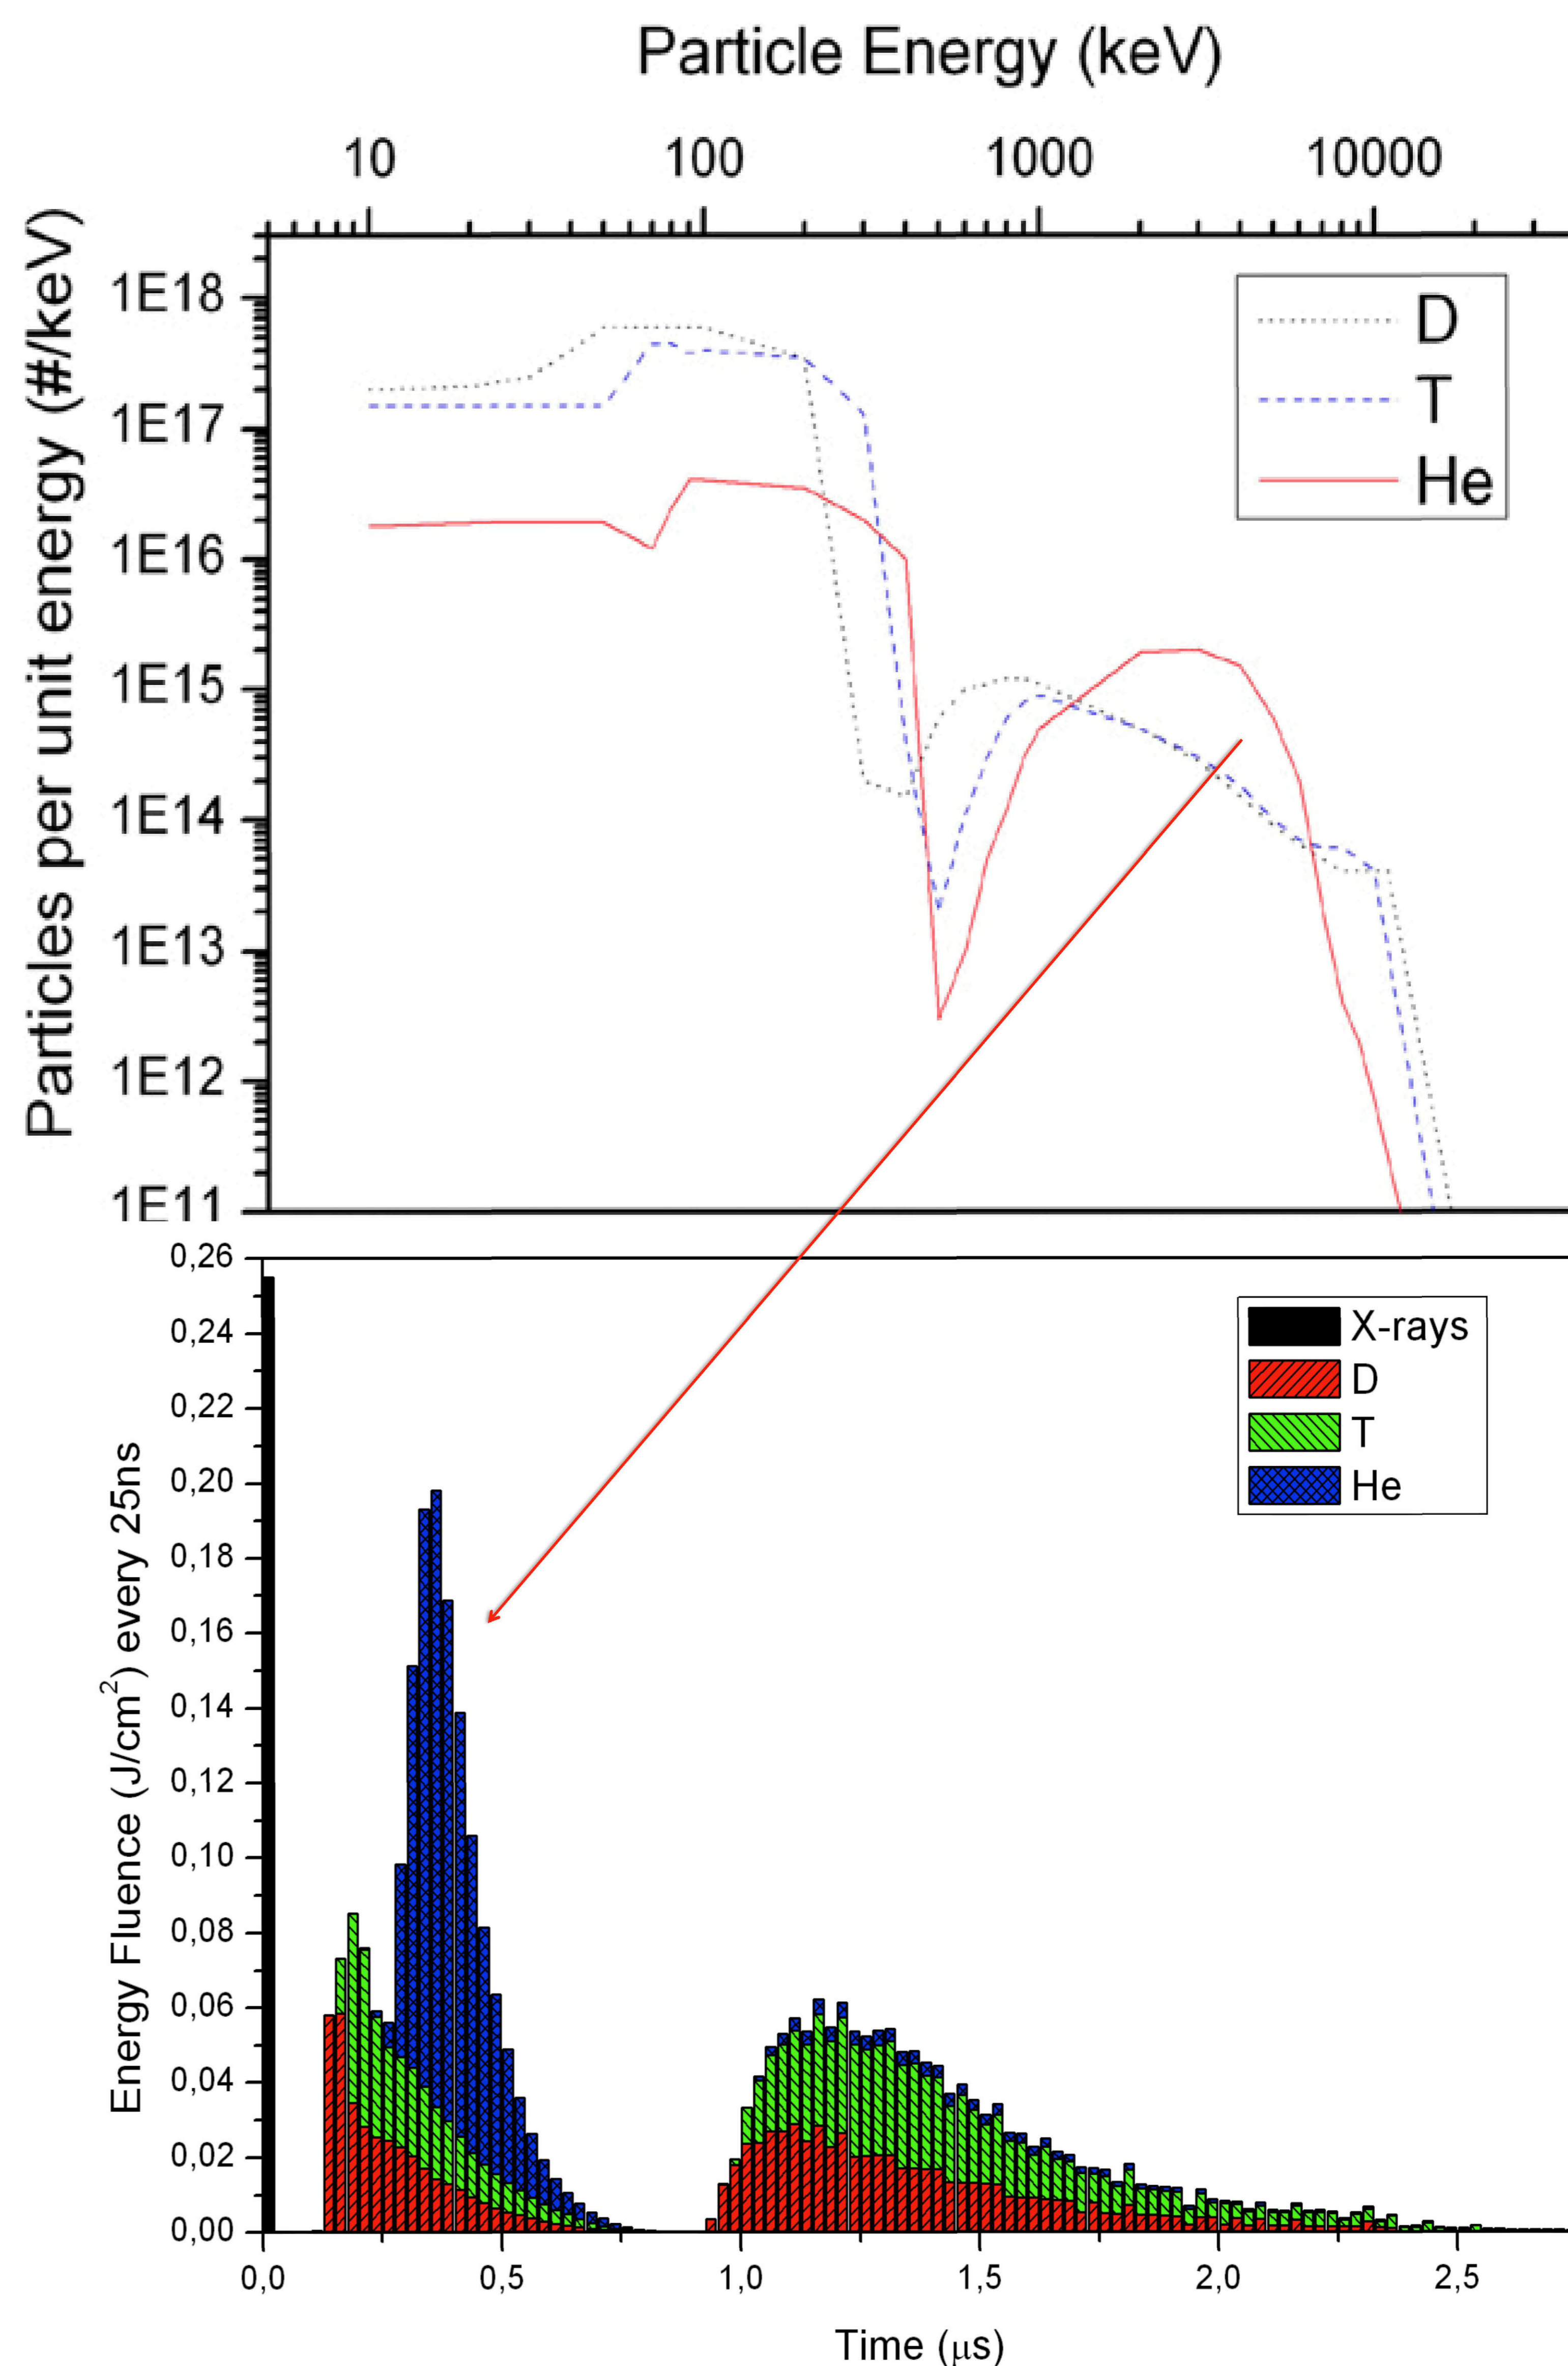 Particle Energy (keV)
10 100 1000 10000
Particles per unit energy (#/keV)
1E18
1E17
1E16
1E15
1E14
1E13
1E12
1E11
D
T
He
Energy Fluence (J/cm²) every 25ns
0,26
0,24
0,22
0,20
0,18
0,16
0,14
0,12
0,10
0,08
0,06
0,04
0,02
0,00
X-rays
D
T
He
0,0 0,5 1,0 1,5 2,0 2,5
Time (μs)